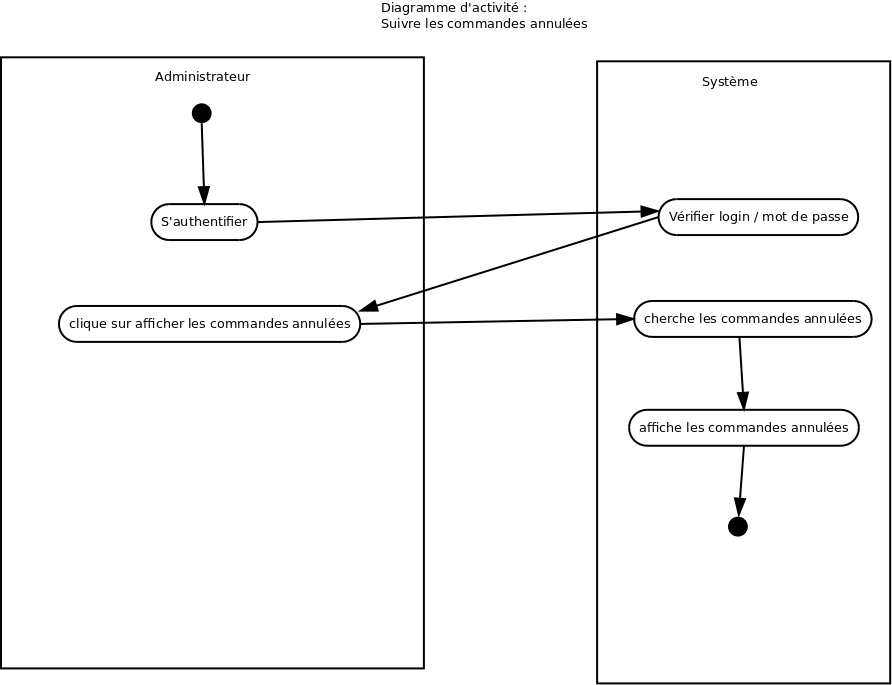 Diagramme d'activité :
Suivre les commandes annulées
Administrateur
Système
S'authentifier
Vérifier login / mot de passe
clique sur afficher les commandes annulées
cherche les commandes annulées
affiche les commandes annulées